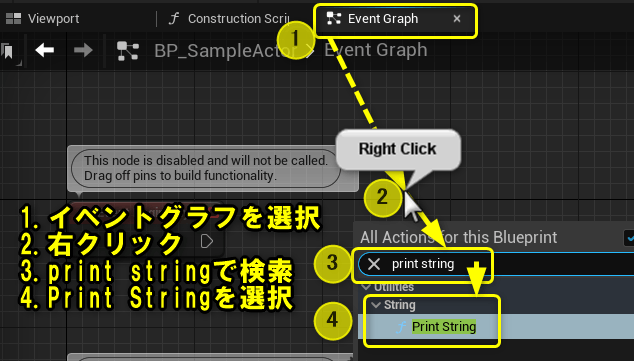 Viewport
Construction Scri
Event Graph
×
1
BP_SampleActor > Event Graph
This node is disabled and will not be called.
Drag off pins to build functionality.
Right Click
2
1.イベントグラフを選択
2.右クリック
3.print stringで検索
4.Print Stringを選択
All Actions for this Blueprint
3
print string
Utilities
String
4
Print String